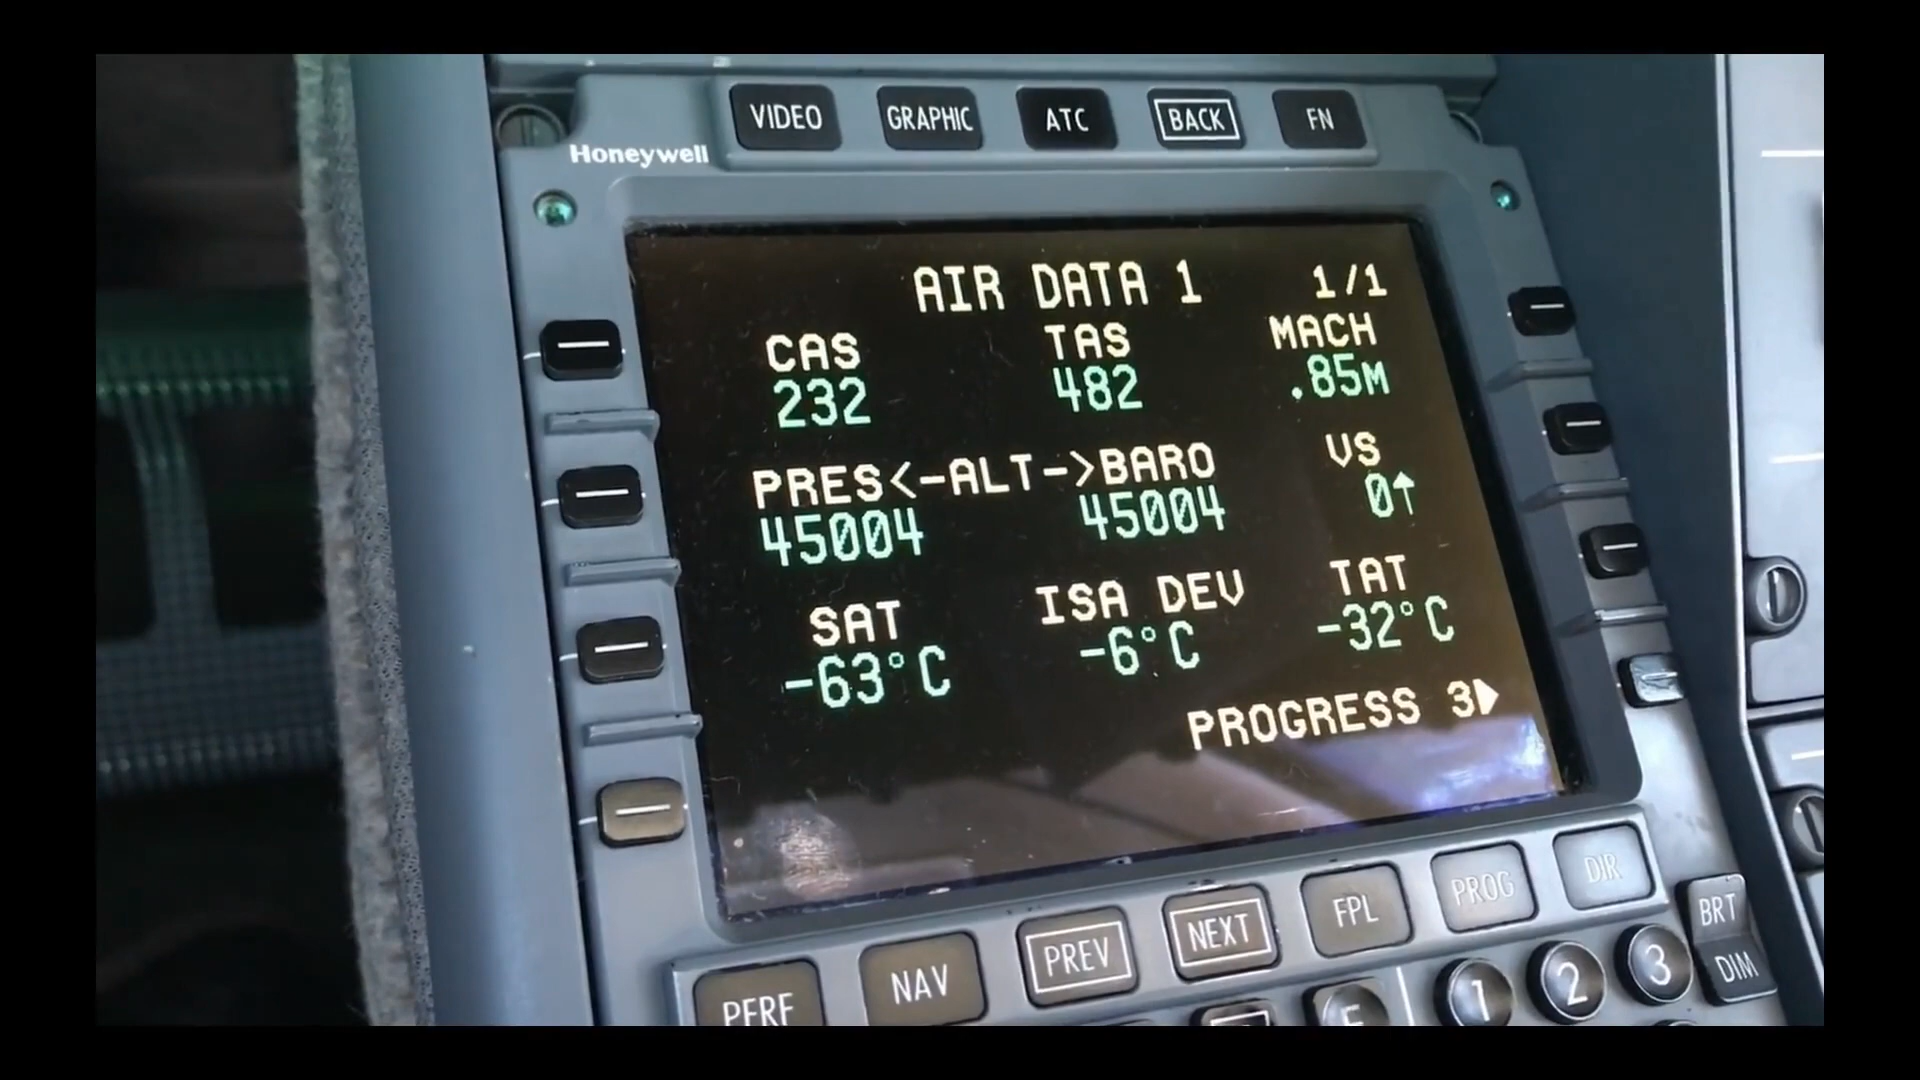 VIDEO GRAPHIC ATC BACK FN
Honeywell
AIR DATA 1 1/1
CAS TAS MACH
232 482 .85M
PRES<-ALT->BARO VS
45004 45004 0↑
SAT ISA DEV TAT
-63°C -6°C -32°C
PROGRESS 3▶
PERF NAV PREV NEXT FPL PROG DIR
BRT
DIM
1 2 3